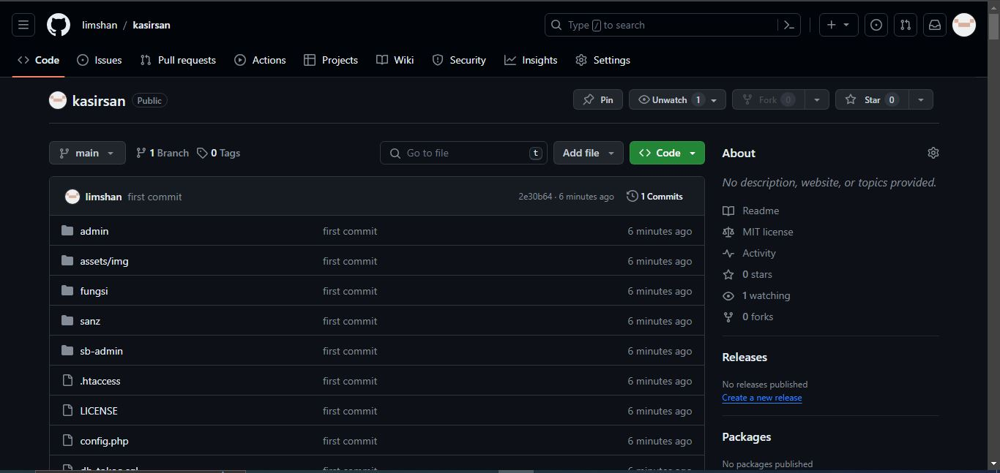 limshan / kasirsan
Type / to search
Code Issues Pull requests Actions Projects Wiki Security Insights Settings
kasirsan Public
Pin Unwatch 1 Fork 0 Star 0
main 1 Branch 0 Tags Go to file t Add file Code
limshan first commit 2e30b64 · 6 minutes ago 1 Commits
admin first commit 6 minutes ago
assets/img first commit 6 minutes ago
fungsi first commit 6 minutes ago
sanz first commit 6 minutes ago
sb-admin first commit 6 minutes ago
.htaccess first commit 6 minutes ago
LICENSE first commit 6 minutes ago
config.php first commit 6 minutes ago
first commit 6 minutes ago
About
No description, website, or topics provided.
Readme
MIT license
Activity
0 stars
1 watching
0 forks
Releases
No releases published
Create a new release
Packages
No packages published